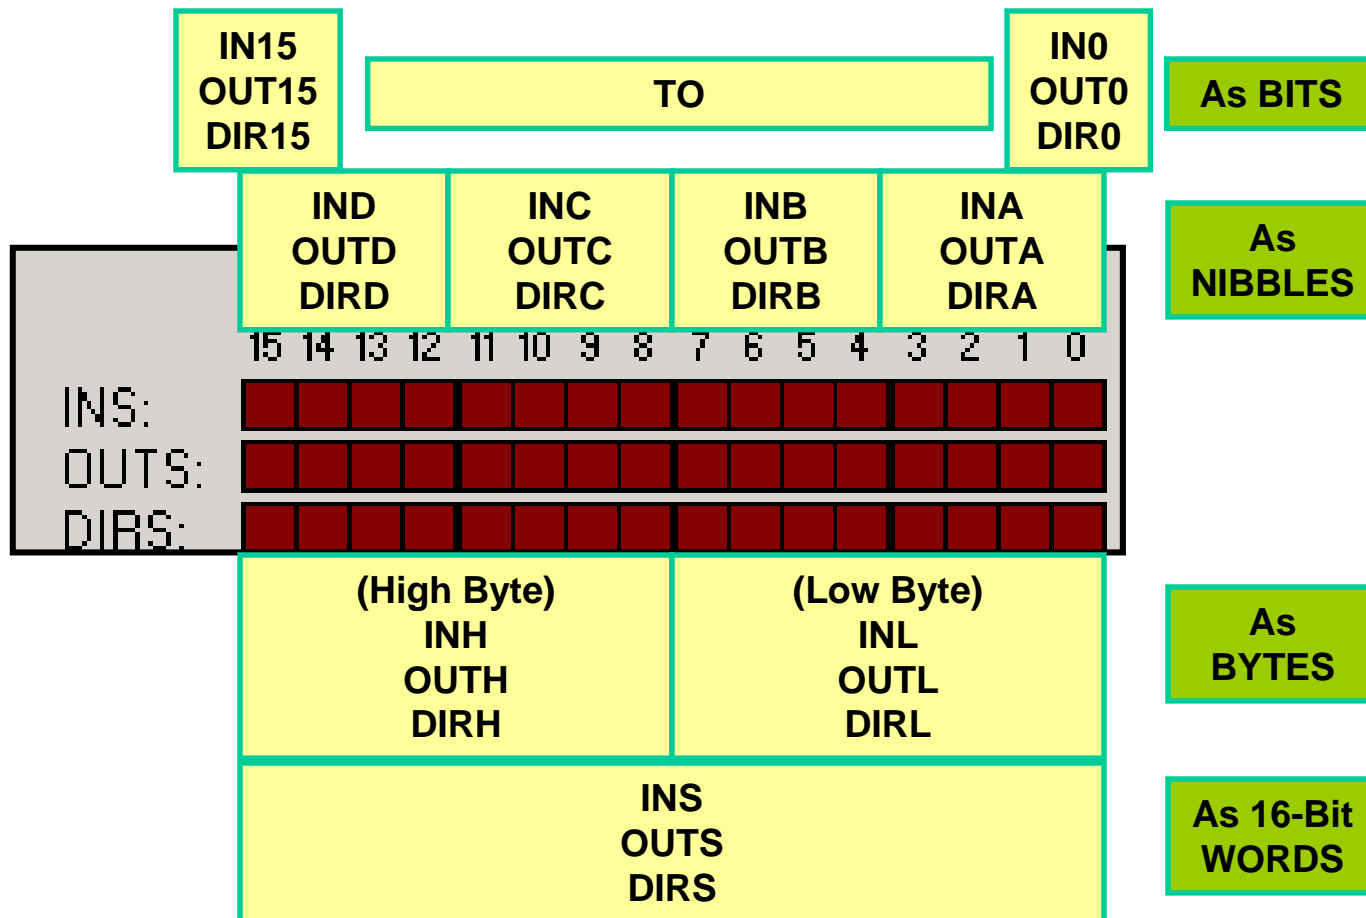 IN15
OUT15
DIR15
TO
IN0
OUT0
DIR0
As BITS
IND
OUTD
DIRD
INC
OUTC
DIRC
INB
OUTB
DIRB
INA
OUTA
DIRA
As
NIBBLES
15 14 13 12 11 10 9 8 7 6 5 4 3 2 1 0
INS:
OUTS:
DIRS:
(High Byte)
INH
OUTH
DIRH
(Low Byte)
INL
OUTL
DIRL
As
BYTES
INS
OUTS
DIRS
As 16-Bit
WORDS